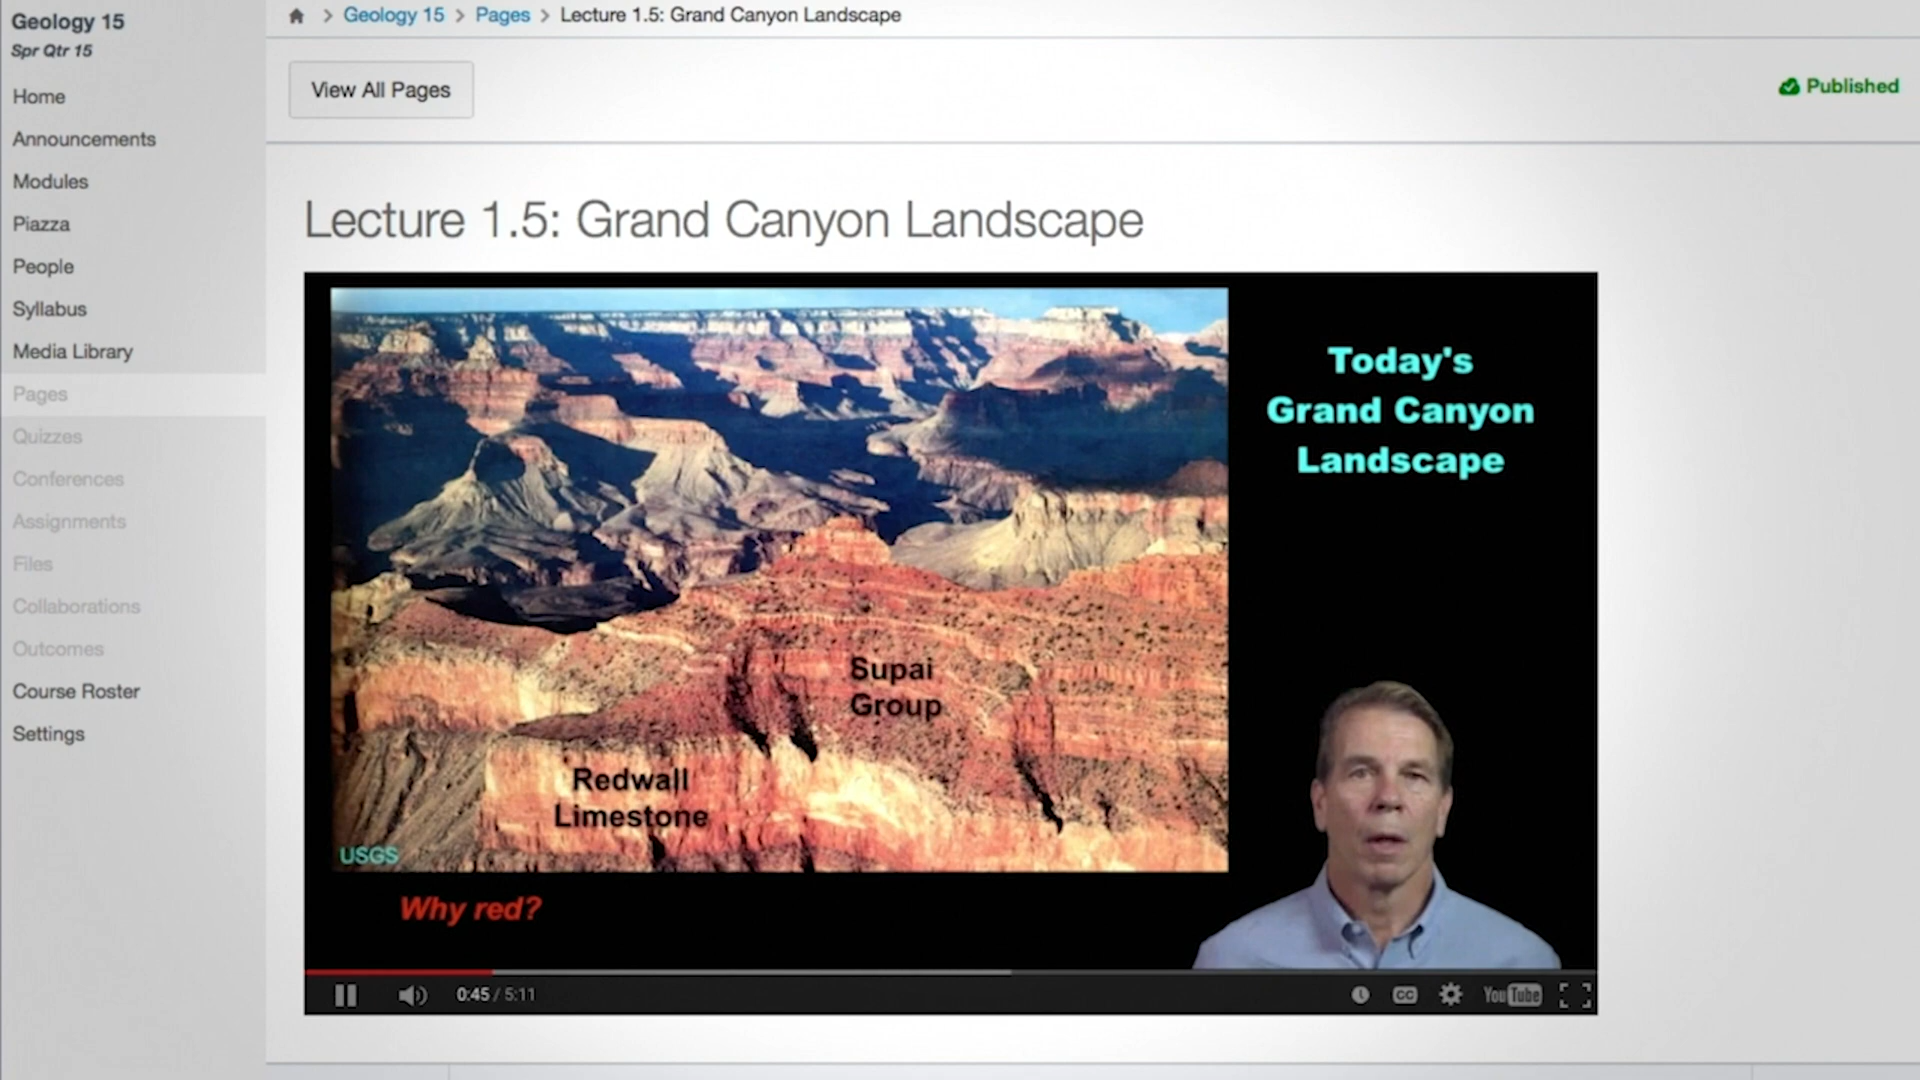 Geology 15
Spr Qtr 15
Home
Announcements
Modules
Piazza
People
Syllabus
Media Library
Pages
Quizzes
Conferences
Assignments
Files
Collaborations
Outcomes
Course Roster
Settings
> Geology 15 > Pages > Lecture 1.5: Grand Canyon Landscape
View All Pages
Published
Lecture 1.5: Grand Canyon Landscape
Today's
Grand Canyon
Landscape
Supai
Group
Redwall
Limestone
USGS
Why red?
0:45 / 5:11
CC
YouTube